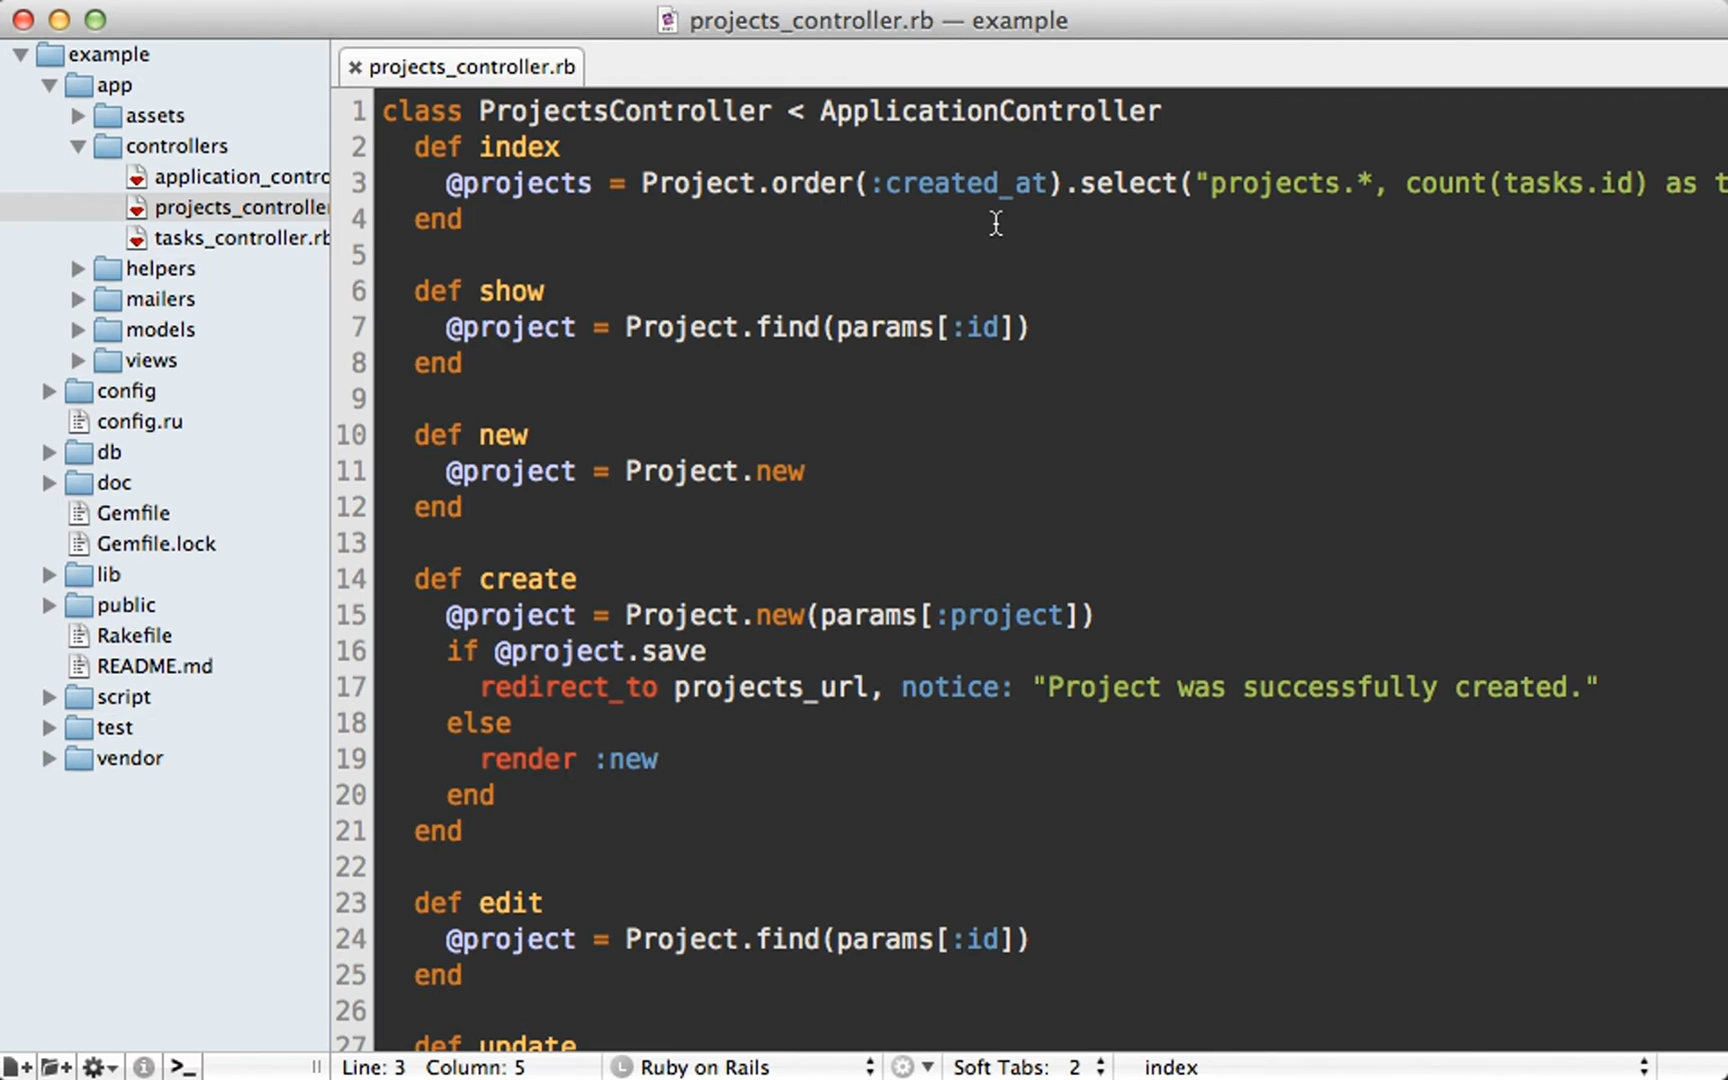 projects_controller.rb — example
example
app
assets
controllers
application_contro
projects_controller
tasks_controller.rb
helpers
mailers
models
views
config
config.ru
db
doc
Gemfile
Gemfile.lock
lib
public
Rakefile
README.md
script
test
vendor
projects_controller.rb
1 class ProjectsController < ApplicationController
2 def index
3 @projects = Project.order(:created_at).select("projects.*, count(tasks.id) as t
4 end
5
6 def show
7 @project = Project.find(params[:id])
8 end
9
10 def new
11 @project = Project.new
12 end
13
14 def create
15 @project = Project.new(params[:project])
16 if @project.save
17 redirect_to projects_url, notice: "Project was successfully created."
18 else
19 render :new
20 end
21 end
22
23 def edit
24 @project = Project.find(params[:id])
25 end
26
27 def update
Line: 3 Column: 5 L Ruby on Rails Soft Tabs: 2 index